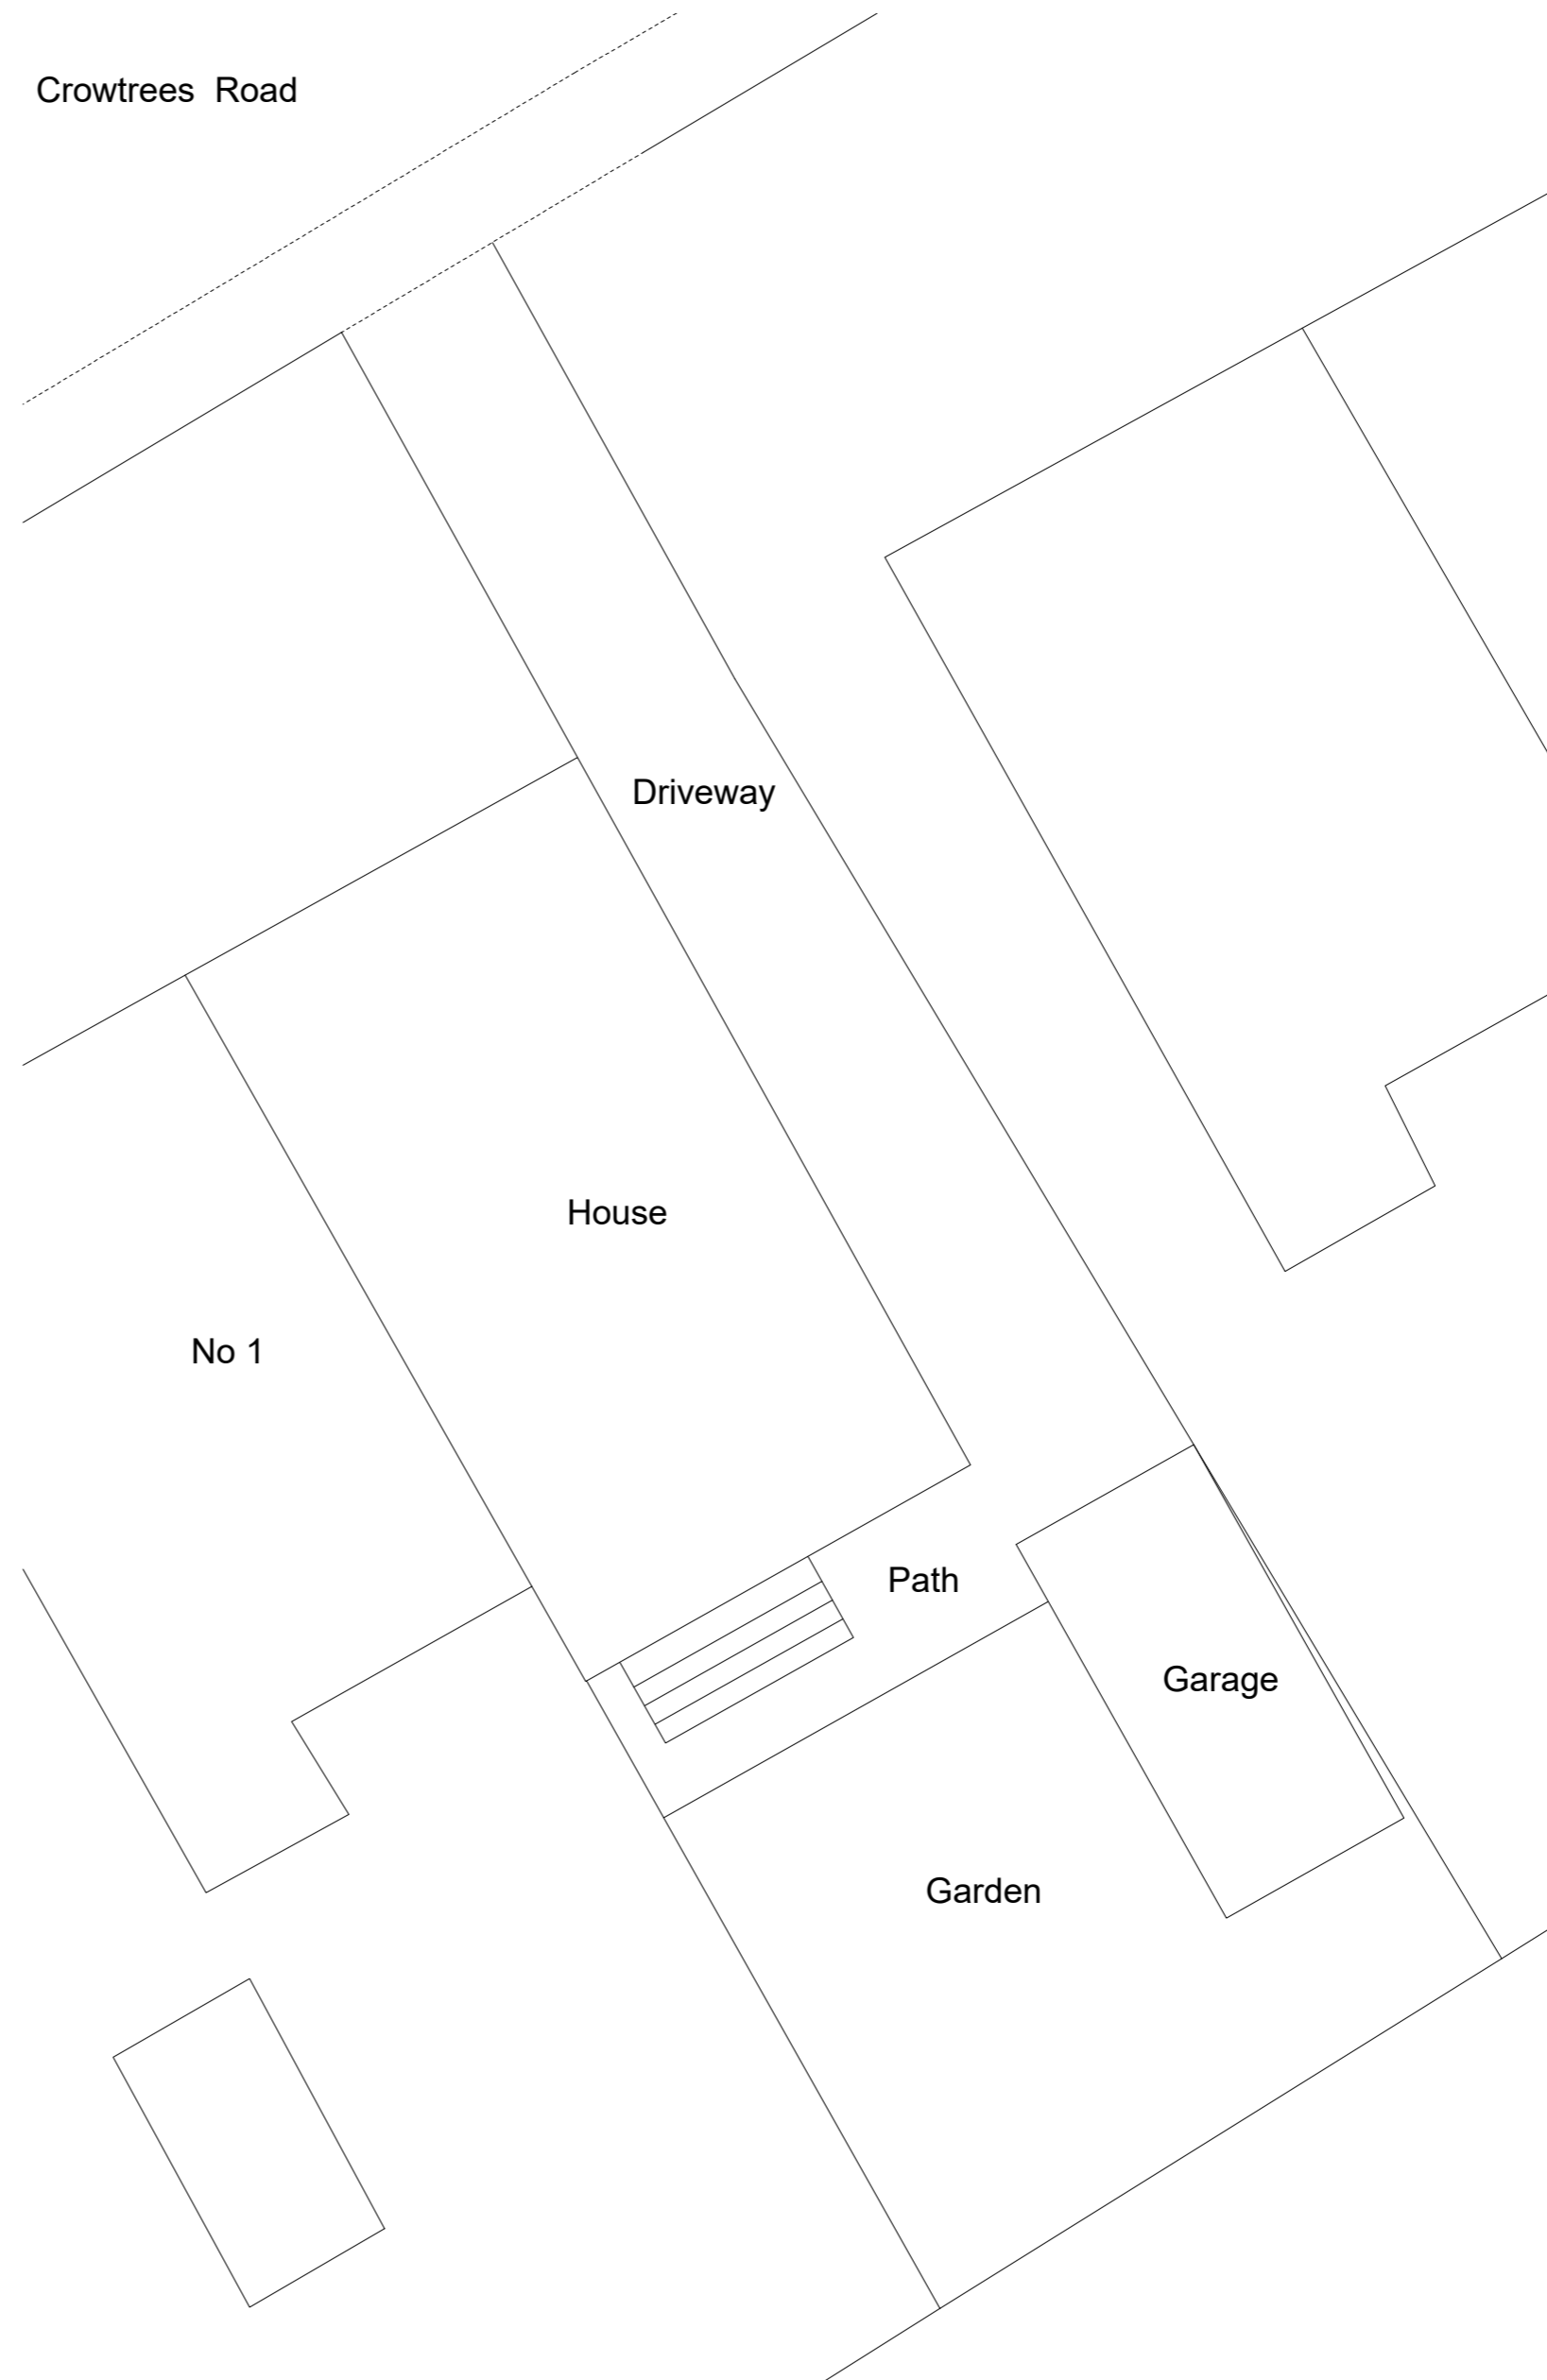 Crowtrees Road
Driveway
House
No 1
Path
Garage
Garden